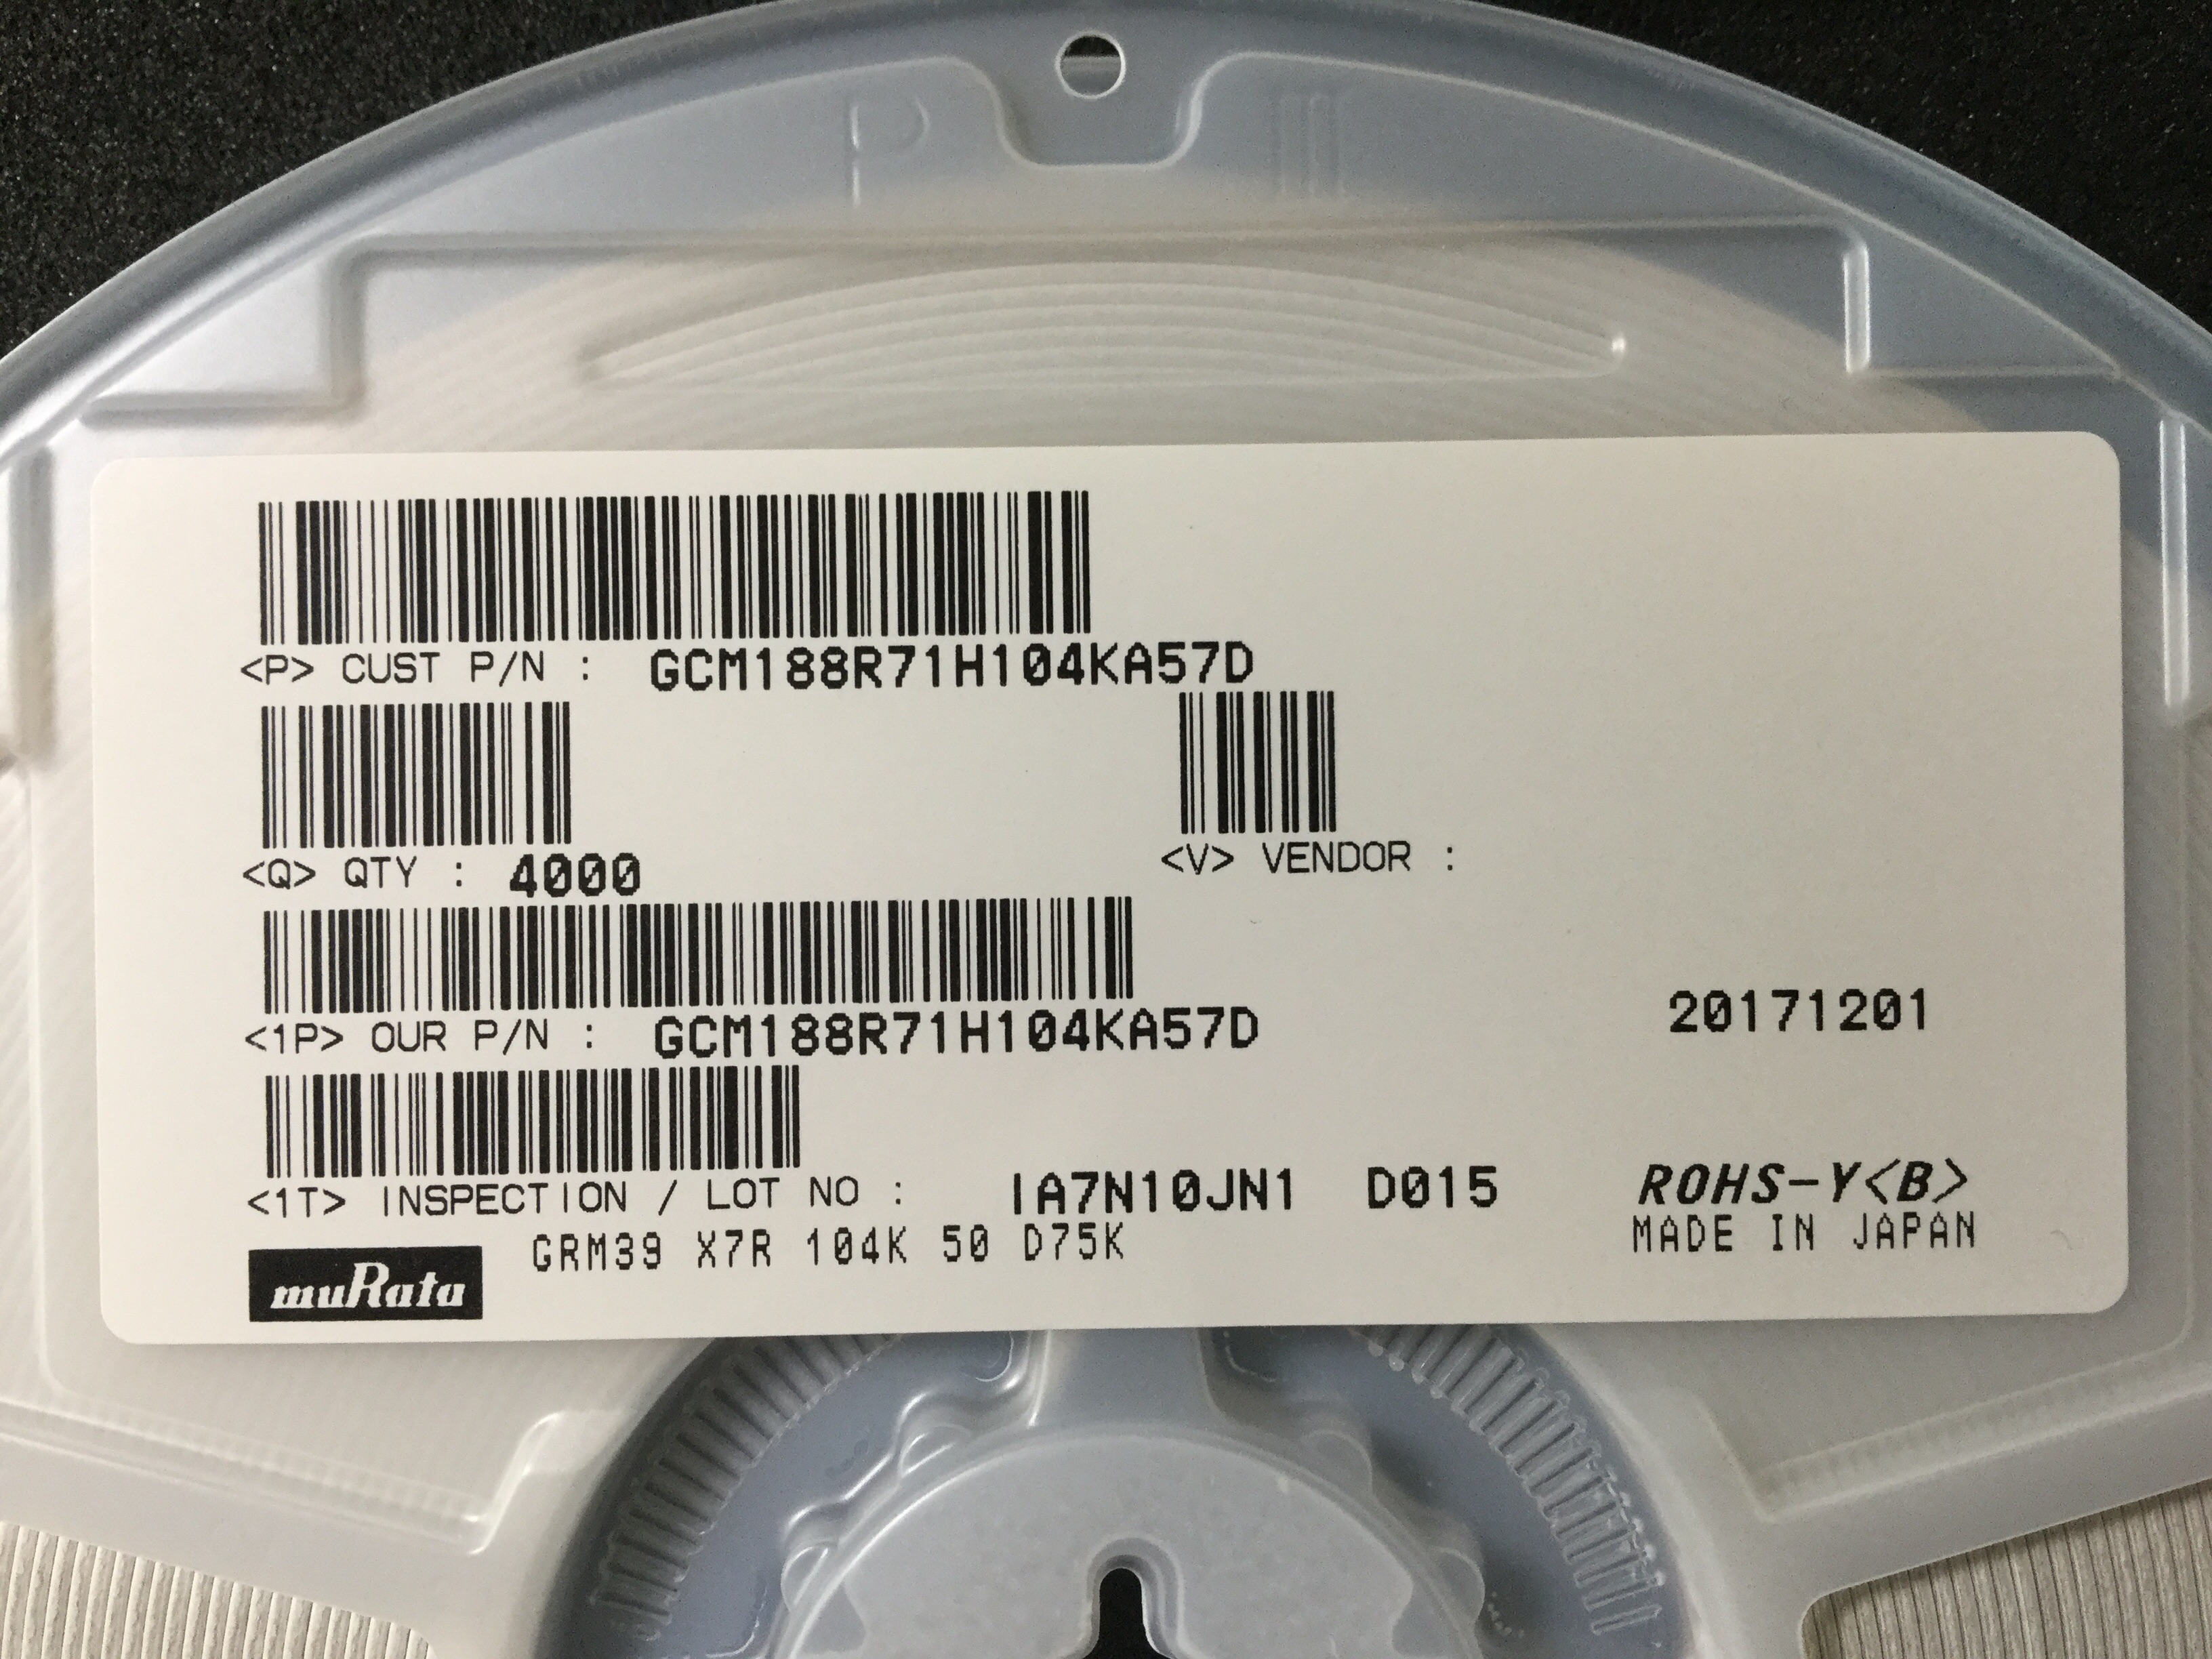 <P> CUST P/N : GCM188R71H104KA57D
<Q> QTY : 4000
<V> VENDOR :
<1P> OUR P/N : GCM188R71H104KA57D
20171201
<1T> INSPECTION / LOT NO : IA7N10JN1 D015
ROHS-Y<B>
GRM39 X7R 104K 50 D75K
MADE IN JAPAN
muRata